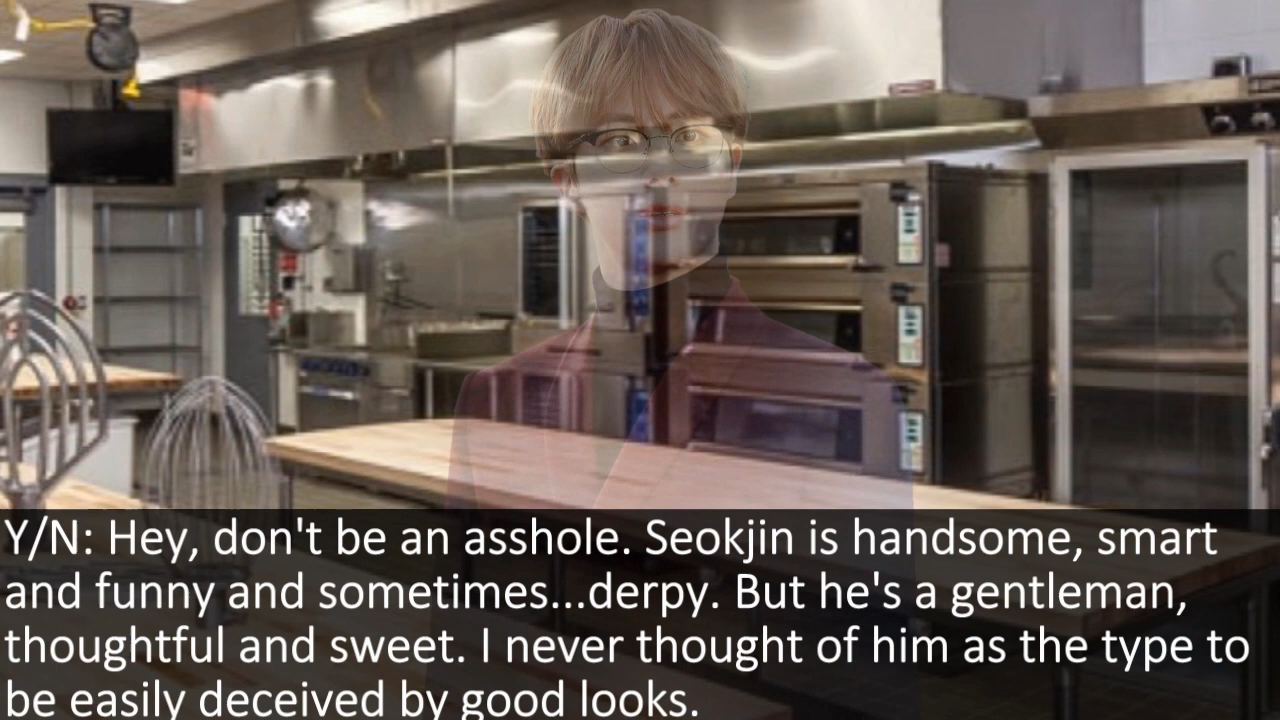 Y/N: Hey, don't be an asshole. Seokjin is handsome, smart
and funny and sometimes...derpy. But he's a gentleman,
thoughtful and sweet. I never thought of him as the type to
be easily deceived by good looks.